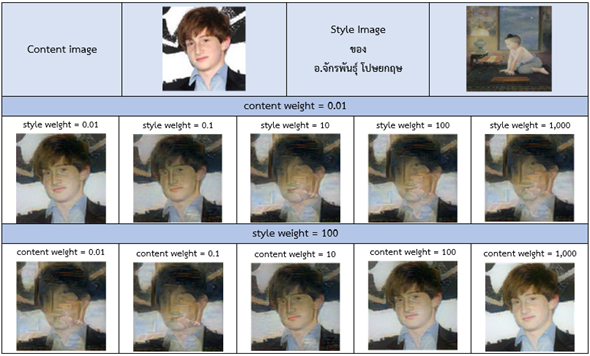 Content image
Style Image
ของ
อ.จักรพันธุ์ โปษยกฤษ
content weight = 0.01
style weight = 0.01
style weight = 0.1
style weight = 10
style weight = 100
style weight = 1,000
style weight = 100
content weight = 0.01
content weight = 0.1
content weight = 10
content weight = 100
content weight = 1,000